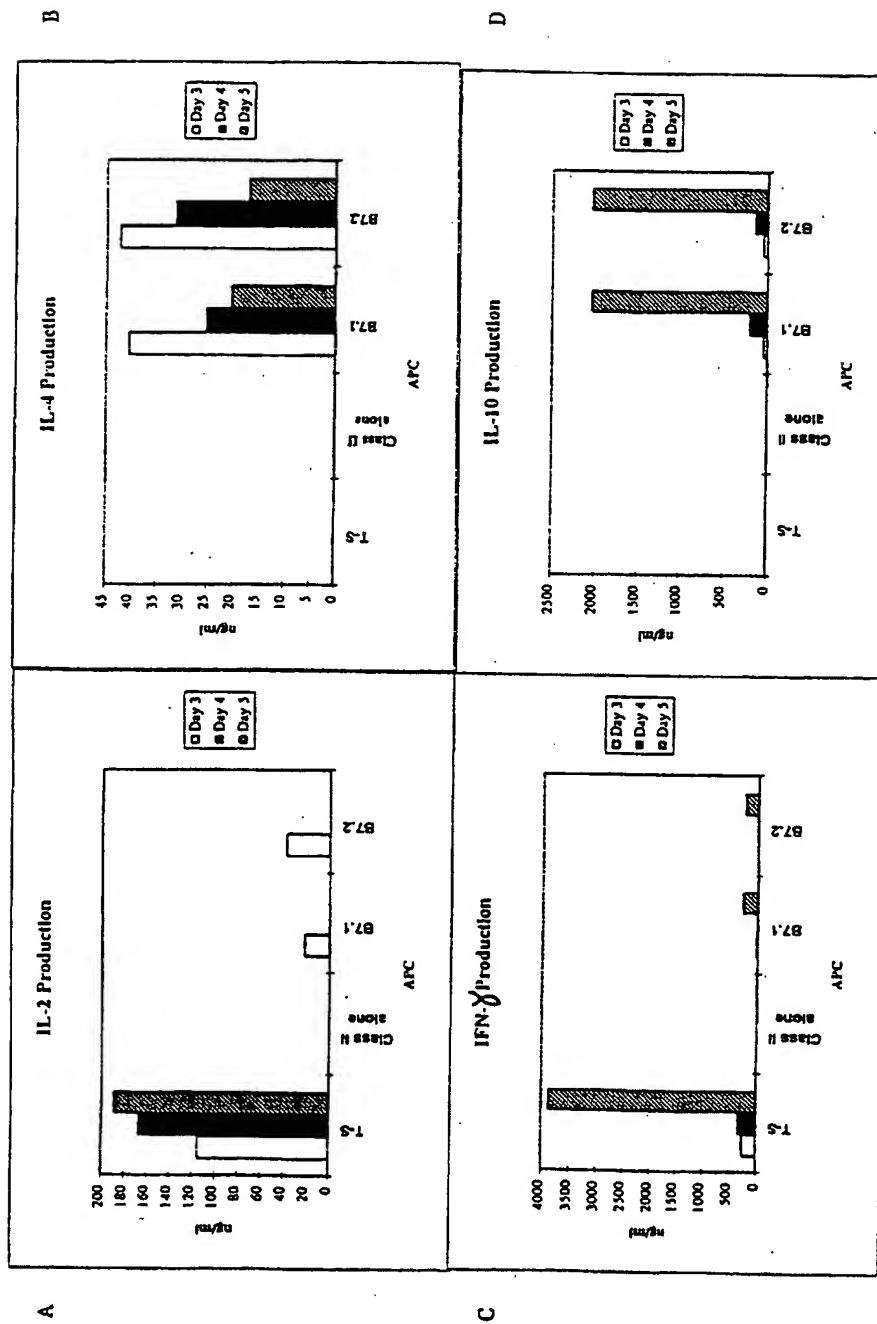 A
IL-2 Production
200
180
160
140
120
100
80
60
40
20
0
ng/ml
T-S
Class II alone
B7.1
B7.2
APC
Day 3
Day 4
Day 5
B
IL-4 Production
45
40
35
30
25
20
15
10
5
0
ng/ml
T-S
Class II alone
B7.1
B7.2
APC
Day 3
Day 4
Day 5
C
IFN-γ Production
4000
3500
3000
2500
2000
1500
1000
500
0
ng/ml
T-S
Class II alone
B7.1
B7.2
APC
Day 3
Day 4
Day 5
D
IL-10 Production
2500
2000
1500
1000
500
0
ng/ml
T-S
Class II alone
B7.1
B7.2
APC
Day 3
Day 4
Day 5